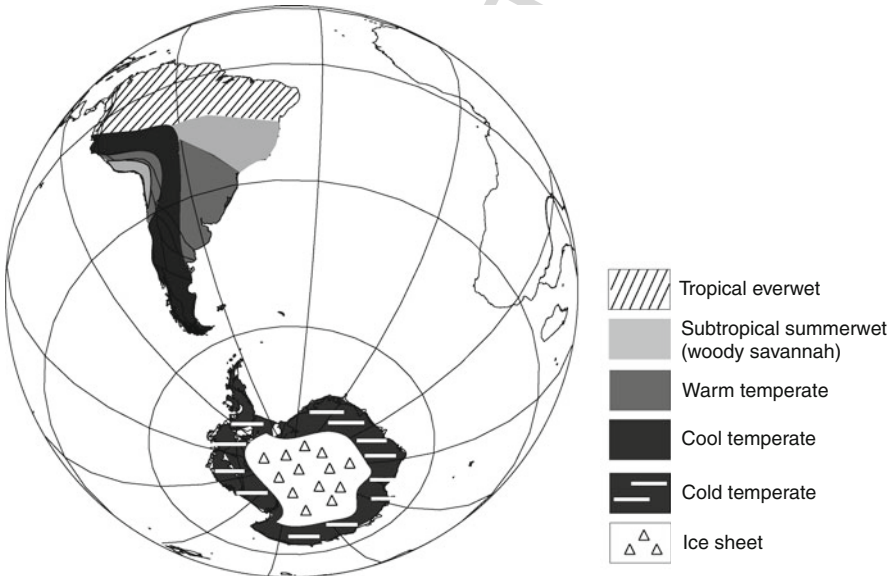 Tropical everwet
Subtropical summerwet
(woody savannah)
Warm temperate
Cool temperate
Cold temperate
Ice sheet